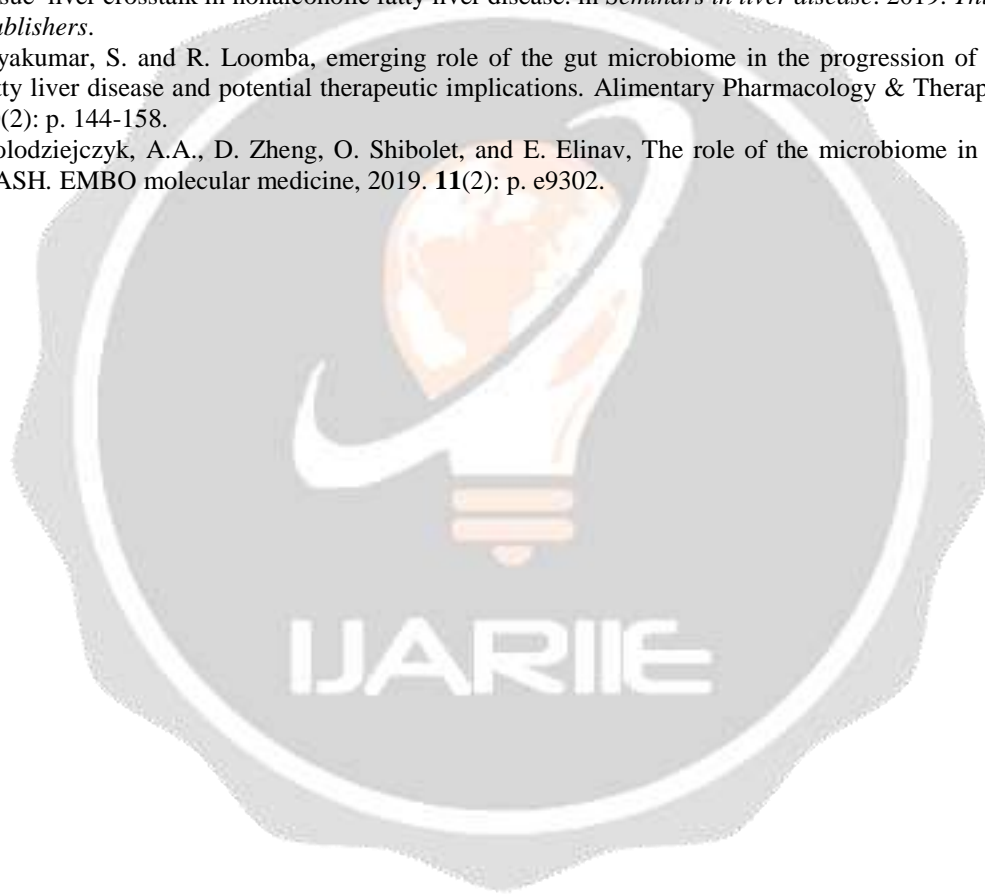 sue–liver crosstalk in nonalcoholic fatty liver disease. in Seminars in liver disease. 2019.
blishers.
yakumar, S. and R. Loomba, emerging role of the gut microbiome in the progression of
tty liver disease and potential therapeutic implications. Alimentary Pharmacology & Therap
(2): p. 144-158.
olodziejczyk, A.A., D. Zheng, O. Shibolet, and E. Elinav, The role of the microbiome in
ASH. EMBO molecular medicine, 2019. 11(2): p. e9302.
IJARIIE